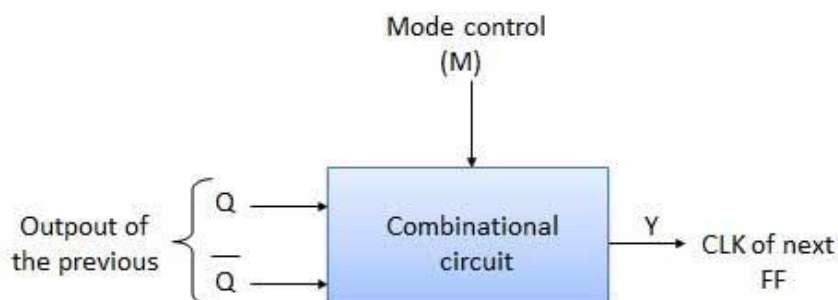 Mode control
(M)
Outpout of
the previous
Q
Q̅
Combinational
circuit
Y
CLK of next
FF